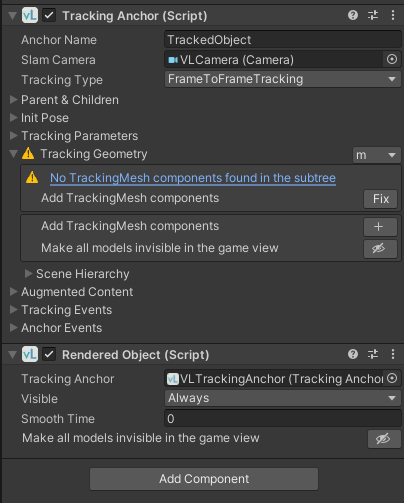 vL Tracking Anchor (Script)
Anchor Name TrackedObject
Slam Camera VLCamera (Camera)
Tracking Type FrameToFrameTracking
Parent & Children
Init Pose
Tracking Parameters
Tracking Geometry m
No TrackingMesh components found in the subtree
Add TrackingMesh components Fix
Add TrackingMesh components +
Make all models invisible in the game view
Scene Hierarchy
Augmented Content
Tracking Events
Anchor Events
vL Rendered Object (Script)
Tracking Anchor VLTrackingAnchor (Tracking Anchor
Visible Always
Smooth Time 0
Make all models invisible in the game view
Add Component